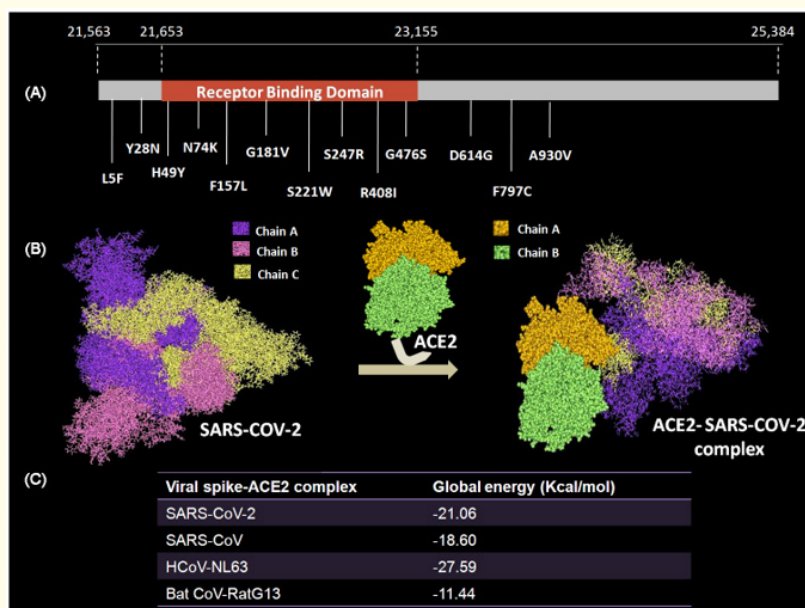 21,563 21,653 23,155 25,384
(A)
Receptor Binding Domain
Y28N N74K G181V S247R G476S D614G A930V
L5F H49Y F157L S221W R408I F797C
(B)
Chain A
Chain B
Chain C
SARS-COV-2
ACE2
Chain A
Chain B
ACE2- SARS-COV-2
complex
(C)
Viral spike-ACE2 complex Global energy (Kcal/mol)
SARS-CoV-2 -21.06
SARS-CoV -18.60
HCoV-NL63 -27.59
Bat CoV-RatG13 -11.44